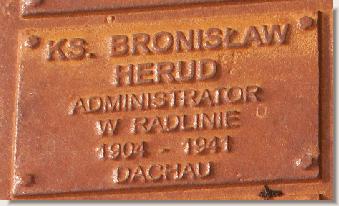 KS. BRONISŁAW
HERUD
ADMINISTRATOR
W RADLINIE
1904 - 1941
DACHAU